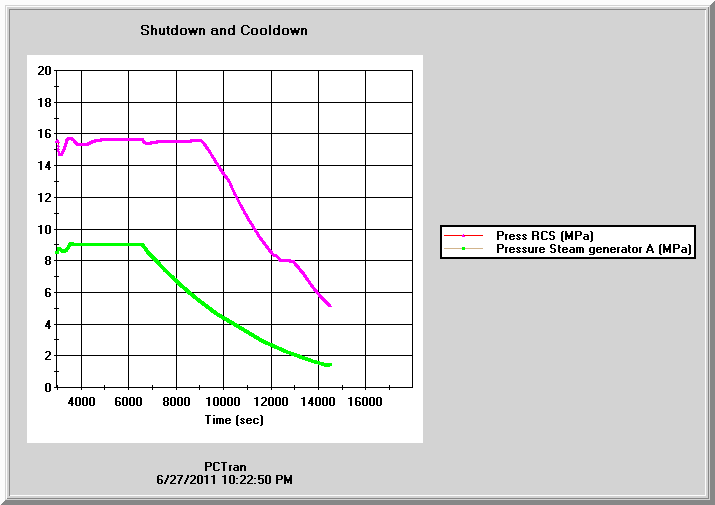 Shutdown and Cooldown
20
18
16
14
12
10
8
6
4
2
0
4000 6000 8000 10000 12000 14000 16000
Time (sec)
Press RCS (MPa)
Pressure Steam generator A (MPa)
PCTran
6/27/2011 10:22:50 PM